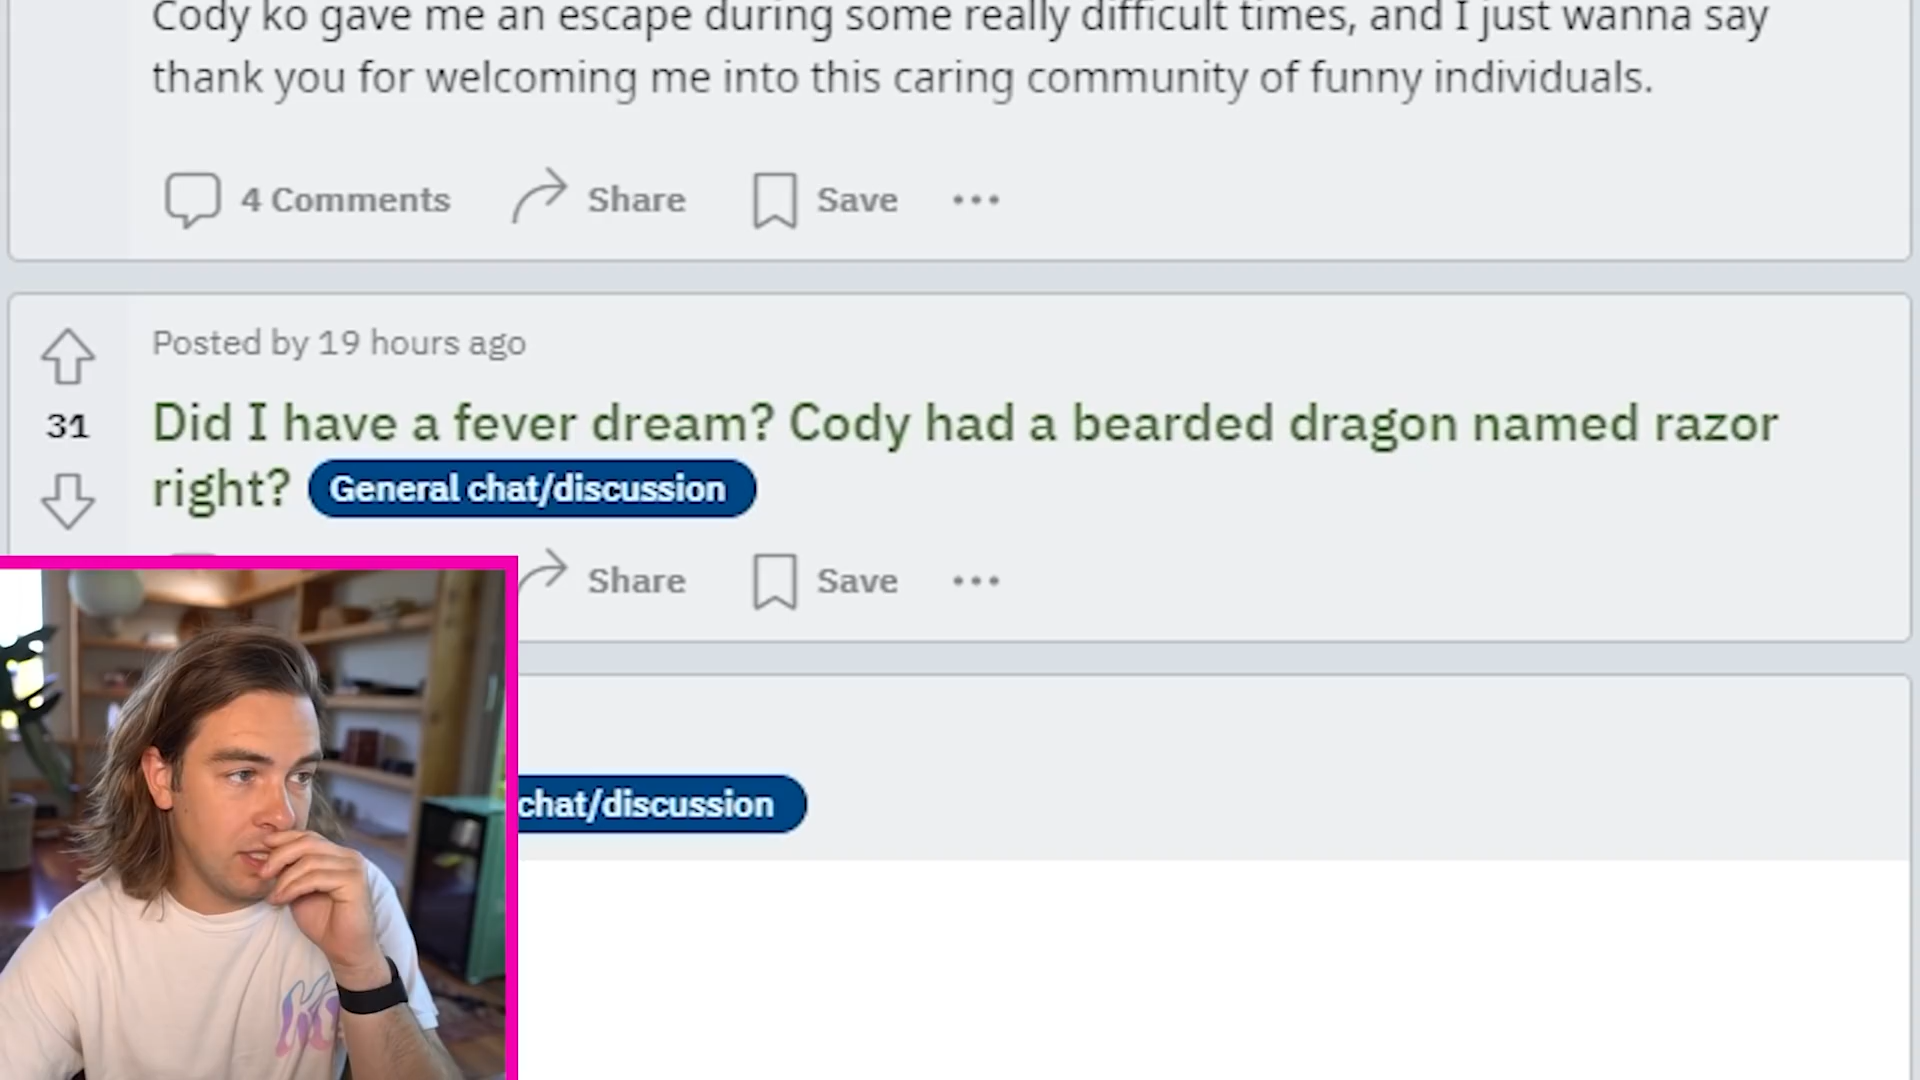 Cody ko gave me an escape during some really difficult times, and I just wanna say
thank you for welcoming me into this caring community of funny individuals.
4 Comments Share Save
Posted by 19 hours ago
31
Did I have a fever dream? Cody had a bearded dragon named razor
right? General chat/discussion
Share Save
chat/discussion